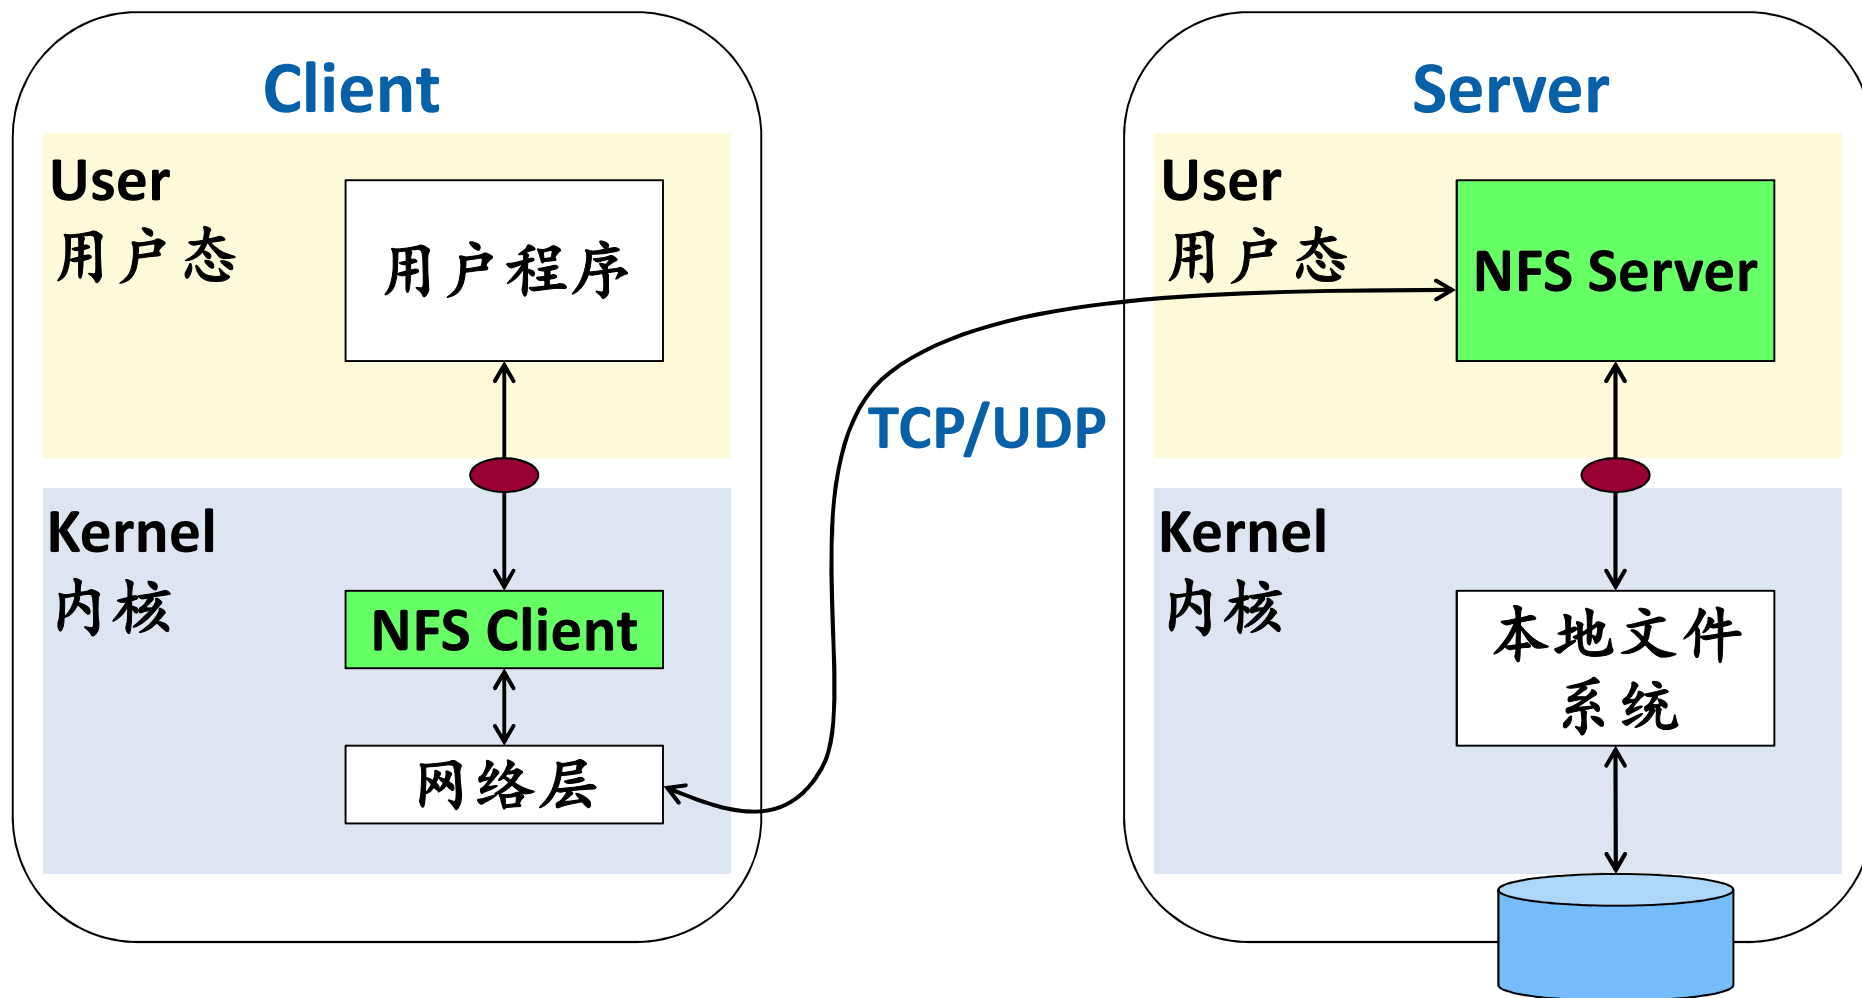 Client
User
用户态
用户程序
Kernel
内核
NFS Client
网络层
TCP/UDP
Server
User
用户态
NFS Server
Kernel
内核
本地文件
系统